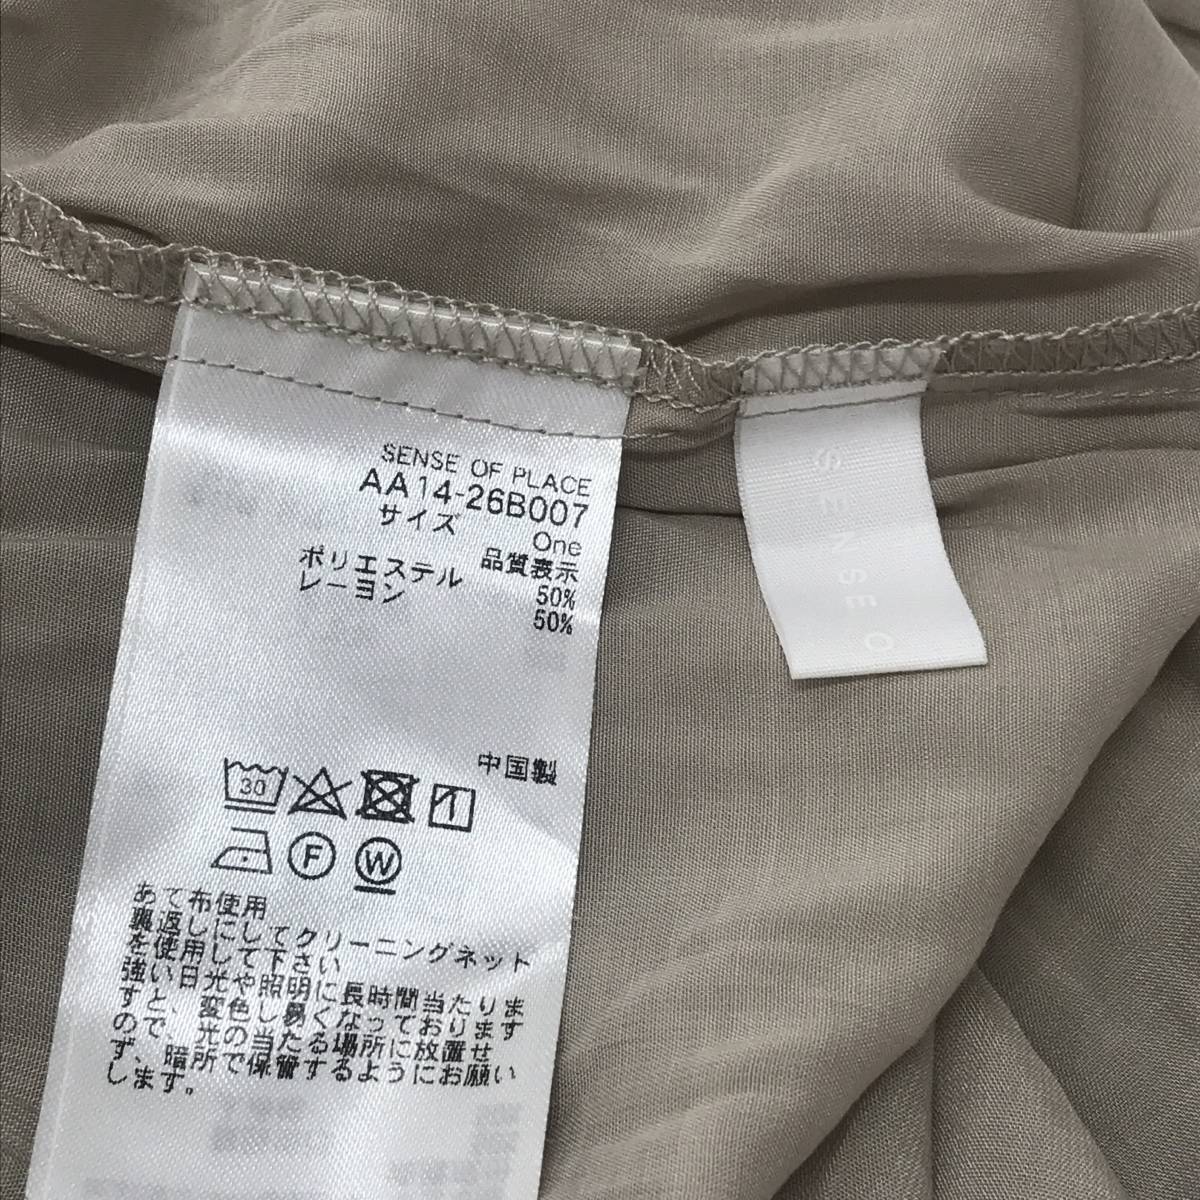 SENSE OF PLACE
AA14-26B007
サイズ One
品質表示
ポリエステル 50%
レーヨン 50%
中国製
30
F W
あて布使用
裏返しにしてクリーニングネット
を使用して下さい
強い日光や照明に長時間当たりま
すと、変色し易くなっております
ので、光の当たる場所に放置せ
ず、暗所で保管するようにお願い
します。
SENSE O